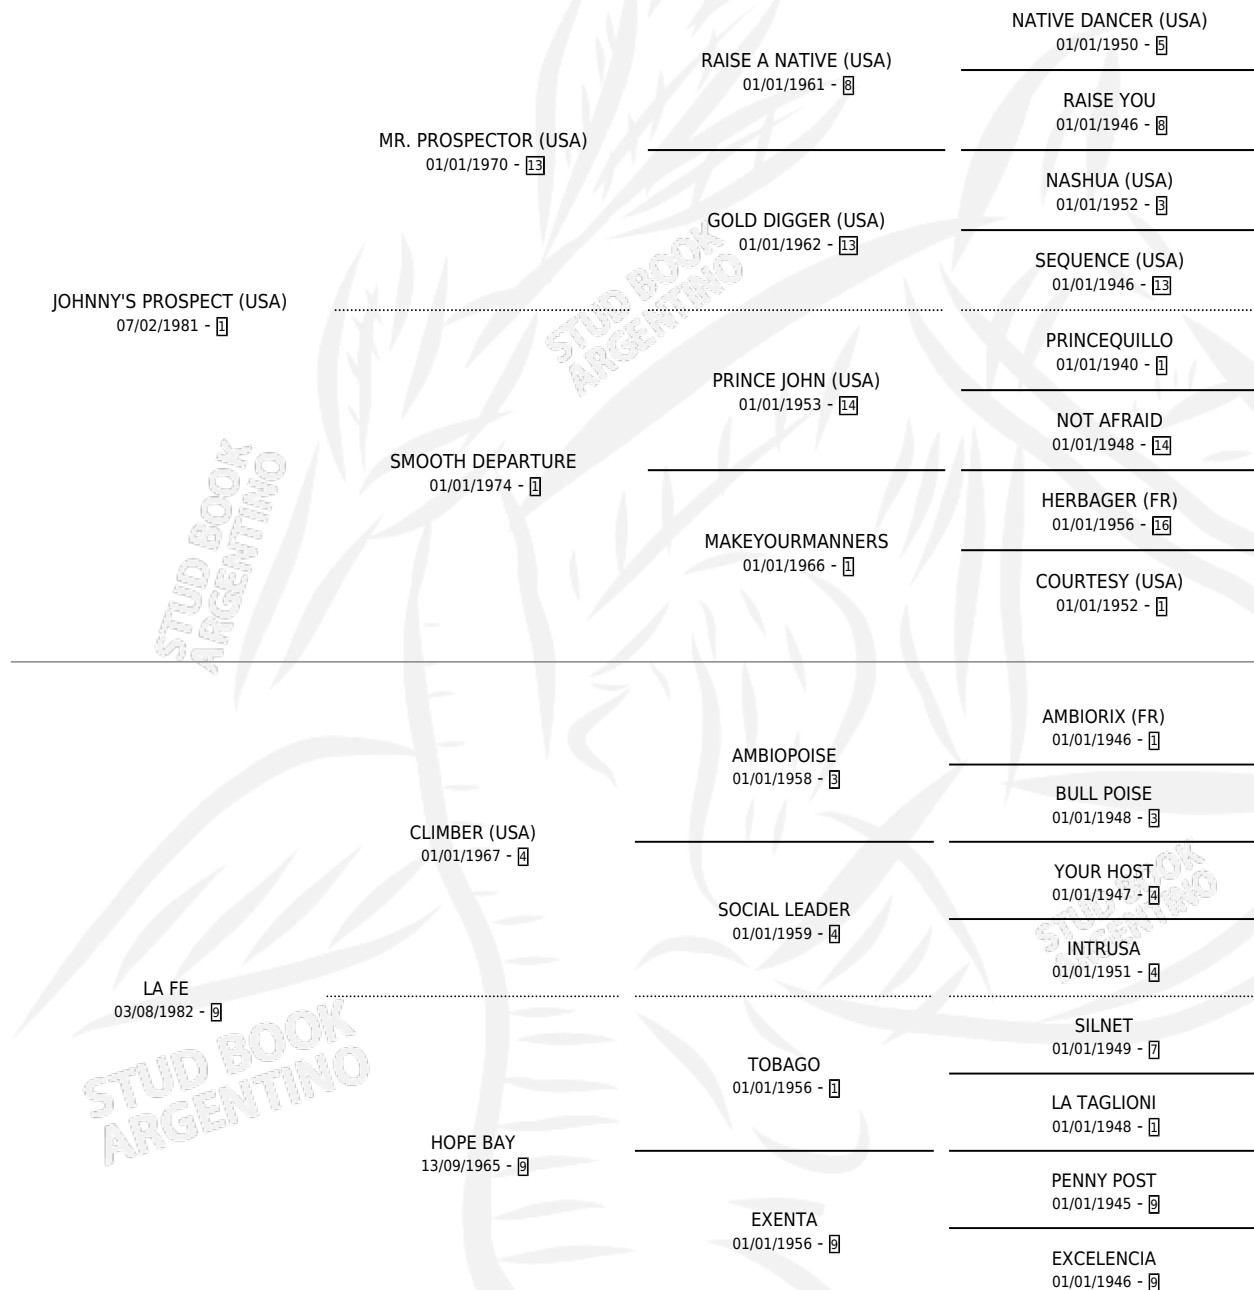 NATIVE DANCER (USA)
01/01/1950 - 5
RAISE A NATIVE (USA)
01/01/1961 - 8
RAISE YOU
01/01/1946 - 8
MR. PROSPECTOR (USA)
01/01/1970 - 13
NASHUA (USA)
01/01/1952 - 3
GOLD DIGGER (USA)
01/01/1962 - 13
SEQUENCE (USA)
01/01/1946 - 13
JOHNNY'S PROSPECT (USA)
07/02/1981 - 1
PRINCEQUILLO
01/01/1940 - 1
PRINCE JOHN (USA)
01/01/1953 - 14
NOT AFRAID
01/01/1948 - 14
SMOOTH DEPARTURE
01/01/1974 - 1
HERBAGER (FR)
01/01/1956 - 16
MAKEYOURMANNERS
01/01/1966 - 1
COURTESY (USA)
01/01/1952 - 1
STUD BOOK
ARGENTINO
STUD BOOK
ARGENTINO
AMBIORIX (FR)
01/01/1946 - 1
AMBIOPOISE
01/01/1958 - 3
BULL POISE
01/01/1948 - 3
CLIMBER (USA)
01/01/1967 - 4
YOUR HOST
01/01/1947 - 4
SOCIAL LEADER
01/01/1959 - 4
INTRUSA
01/01/1951 - 4
LA FE
03/08/1982 - 9
SILNET
01/01/1949 - 7
TOBAGO
01/01/1956 - 1
LA TAGLIONI
01/01/1948 - 1
HOPE BAY
13/09/1965 - 9
PENNY POST
01/01/1945 - 9
EXENTA
01/01/1956 - 9
EXCELENCIA
01/01/1946 - 9
STUD BOOK
ARGENTINO
STUD BOOK
ARGENTINO